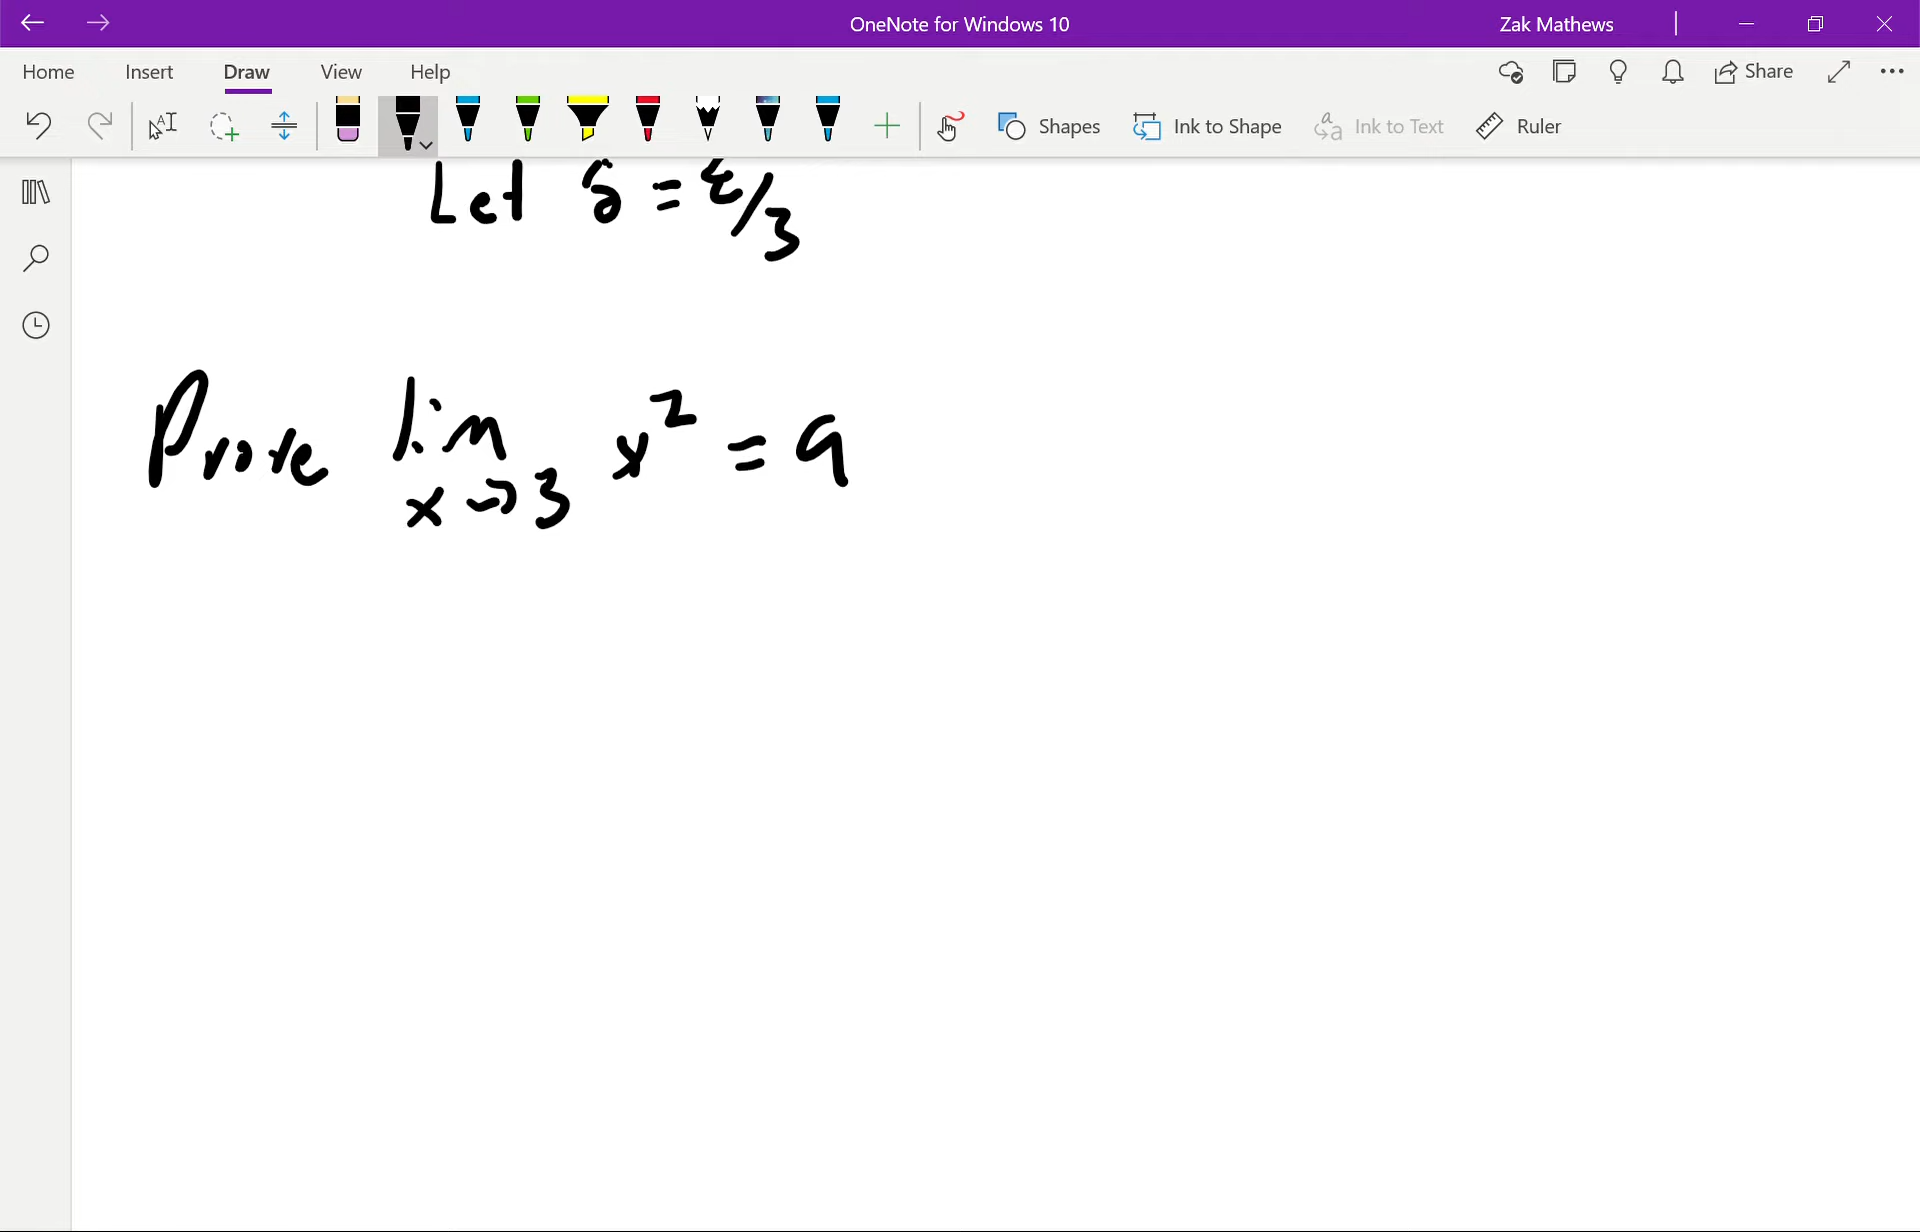 OneNote for Windows 10
Zak Mathews
Home Insert Draw View Help
Share
Shapes Ink to Shape Ink to Text Ruler
Let δ = ε/3
Prove lim x→3 x² = 9